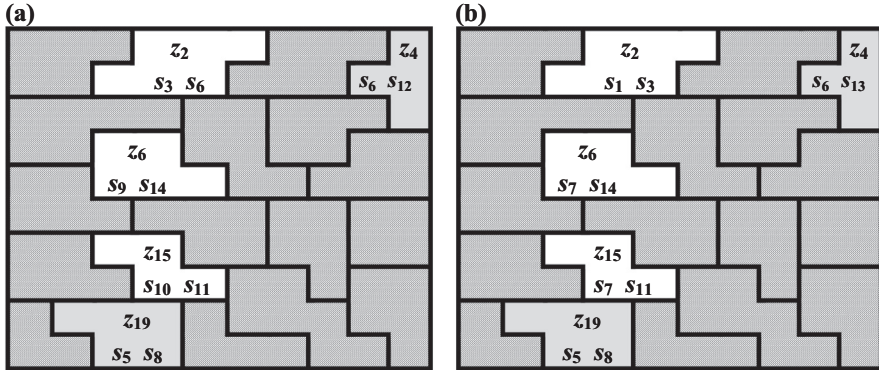 (a)
z2
z4
s3 s6
s6 s12
z6
s9 s14
z15
s10 s11
z19
s5 s8
(b)
z2
z4
s1 s3
s6 s13
z6
s7 s14
z15
s7 s11
z19
s5 s8